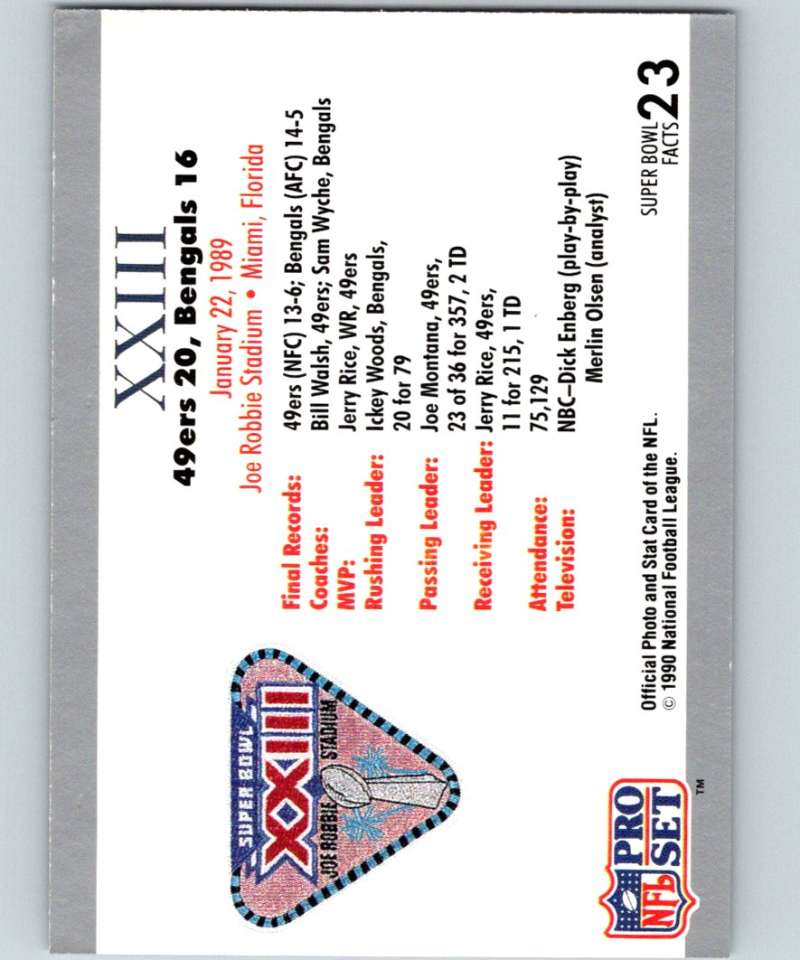 XXIII
49ers 20, Bengals 16
January 22, 1989
Joe Robbie Stadium • Miami, Florida
Final Records: 49ers (NFC) 13-6; Bengals (AFC) 14-5
Coaches: Bill Walsh, 49ers; Sam Wyche, Bengals
MVP: Jerry Rice, WR, 49ers
Rushing Leader: Ickey Woods, Bengals,
20 for 79
Passing Leader: Joe Montana, 49ers,
23 of 36 for 357, 2 TD
Receiving Leader: Jerry Rice, 49ers,
11 for 215, 1 TD
Attendance: 75,129
Television: NBC–Dick Enberg (play-by-play)
Merlin Olsen (analyst)
SUPER BOWL
XXIII
JOE ROBBIE STADIUM
NFL PRO SET ™
Official Photo and Stat Card of the NFL.
© 1990 National Football League.
SUPER BOWL
FACTS 23